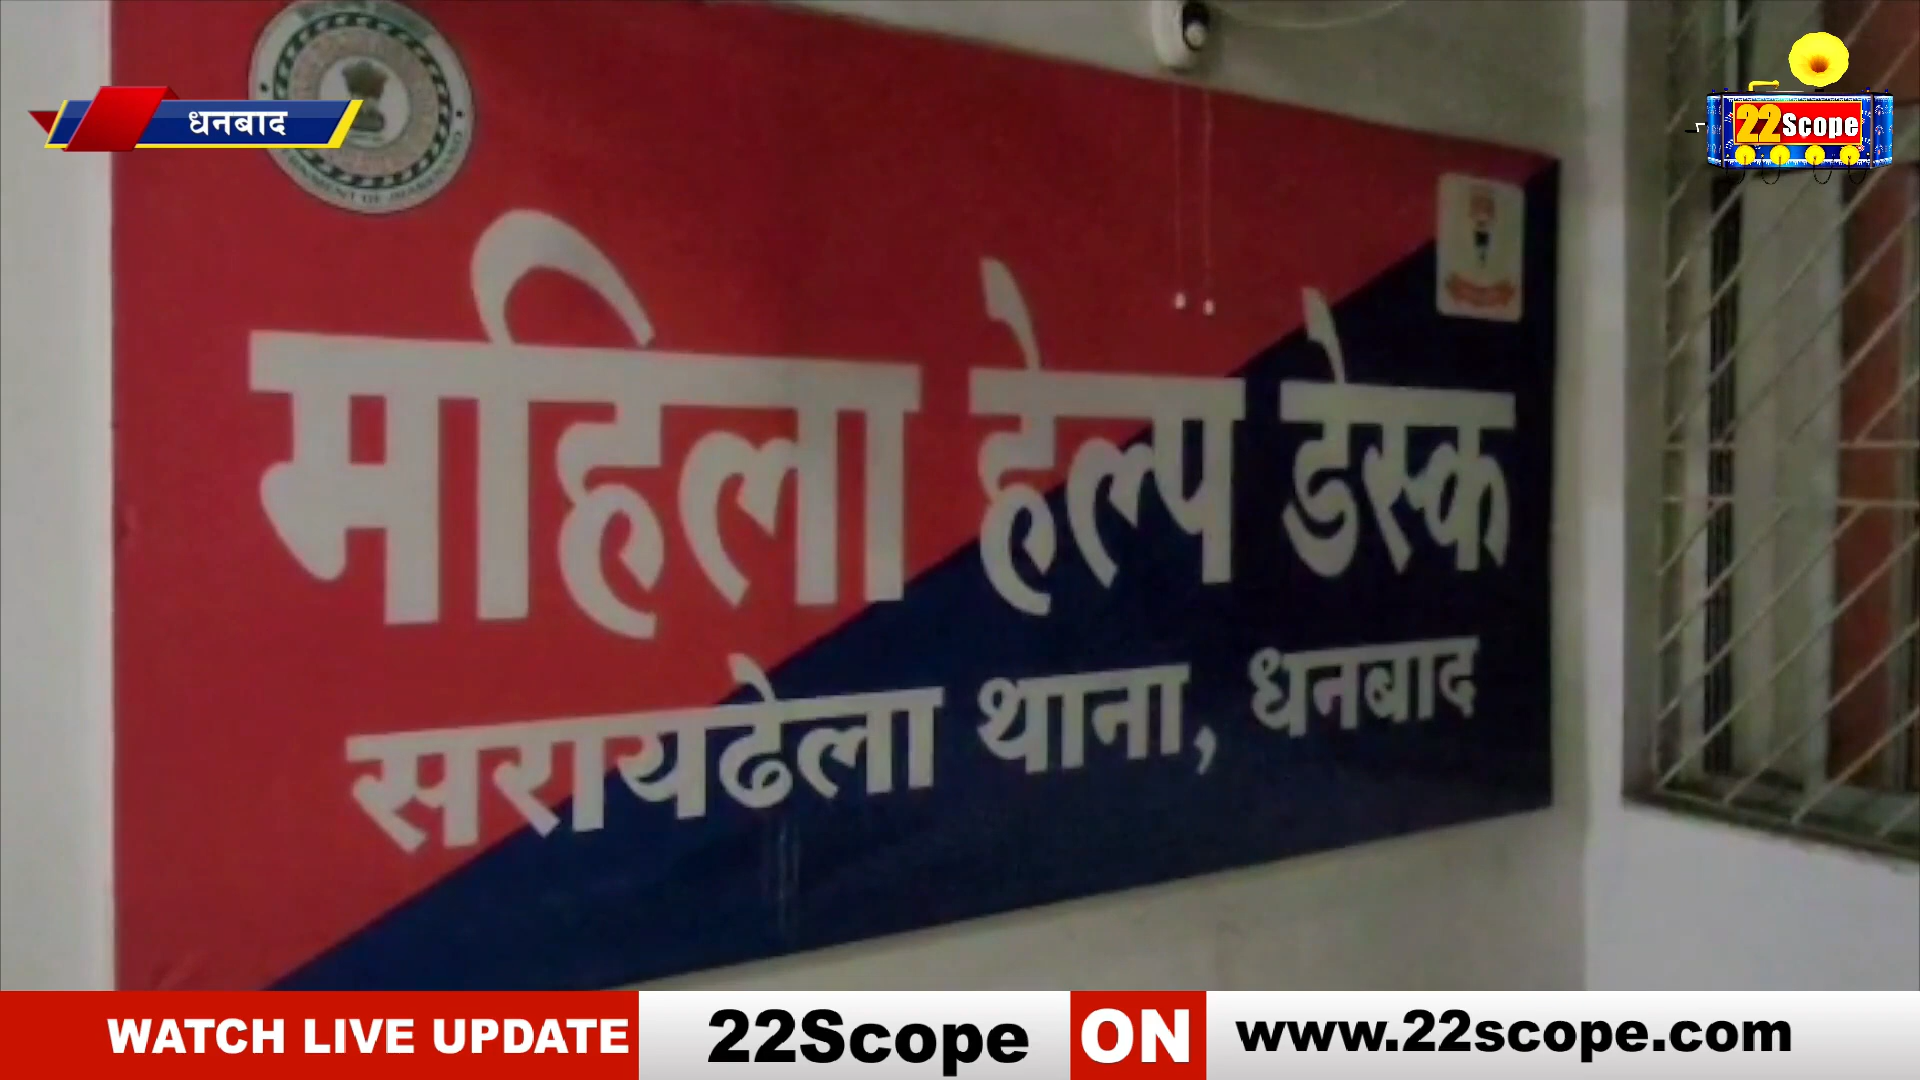 धनबाद
22Scope
महिला हेल्प डेस्क
सरायढेला थाना, धनबाद
WATCH LIVE UPDATE 22Scope ON www.22scope.com